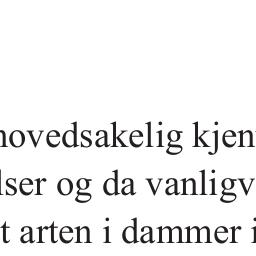 hovedsakelig kjen
lser og da vanligv
t arten i dammer i